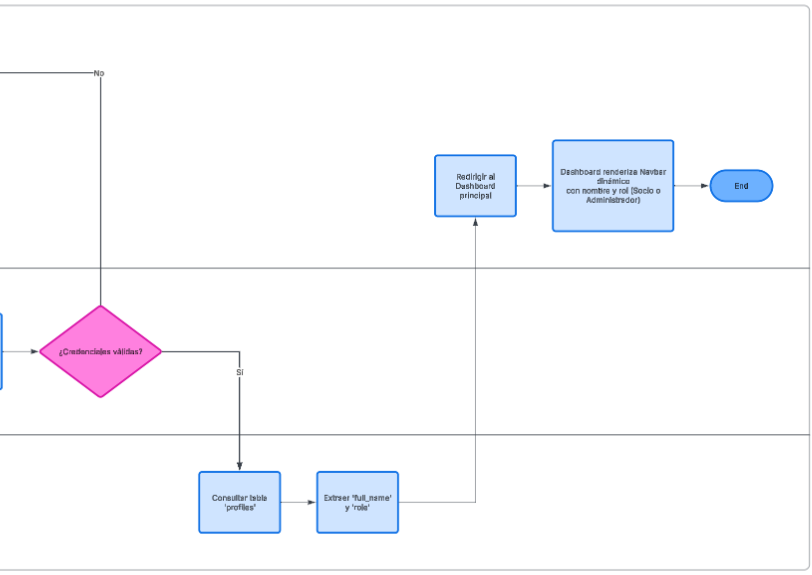 No
Redirigir al
Dashboard
principal
Dashboard renderiza Navbar
dinámico
con nombre y rol (Socio o
Administrador)
End
¿Credenciales válidas?
Sí
Consultar tabla
'profiles'
Extraer 'full_name'
y 'role'